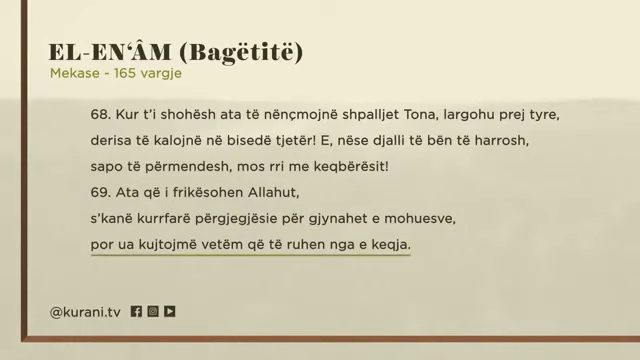 EL-EN‘ÂM (Bagëtitë)
Mekase - 165 vargje
68. Kur t’i shohësh ata të nënçmojnë shpalljet Tona, largohu prej tyre,
derisa të kalojnë në bisedë tjetër! E, nëse djalli të bën të harrosh,
sapo të përmendesh, mos rri me keqbërësit!
69. Ata që i frikësohen Allahut,
s’kanë kurrfarë përgjegjësie për gjynahet e mohuesve,
por ua kujtojmë vetëm që të ruhen nga e keqja.
@kurani.tv